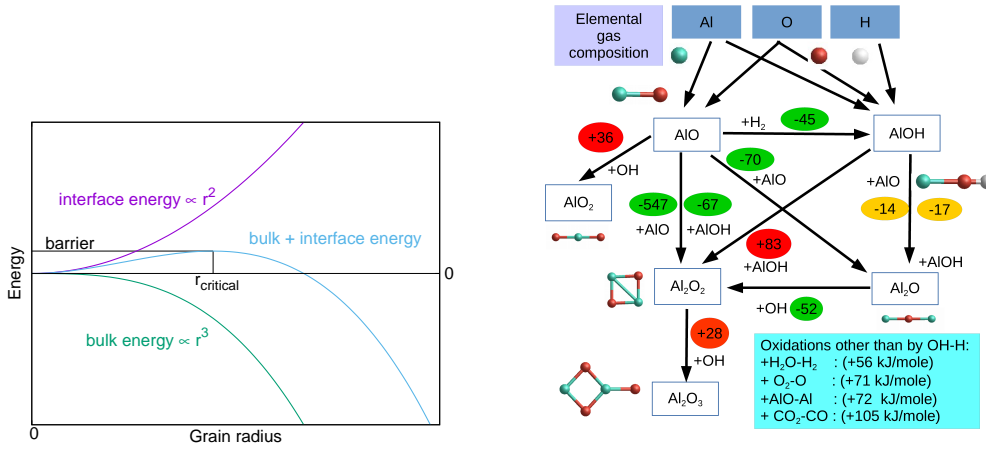 interface energy ∝ r²
barrier
bulk + interface energy
r_critical
0
Energy
bulk energy ∝ r³
0
Grain radius
Elemental
gas
composition
Al
O
H
AlO
+H₂
-45
AlOH
+36
+OH
-70
+AlO
AlO₂
-547
-67
+AlO
+AlOH
+AlO
-14
-17
+83
+AlOH
+AlOH
Al₂O₂
Al₂O
+OH
-52
+28
+OH
Al₂O₃
Oxidations other than by OH-H:
+H₂O-H₂ : (+56 kJ/mole)
+ O₂-O : (+71 kJ/mole)
+AlO-Al : (+72 kJ/mole)
+ CO₂-CO : (+105 kJ/mole)